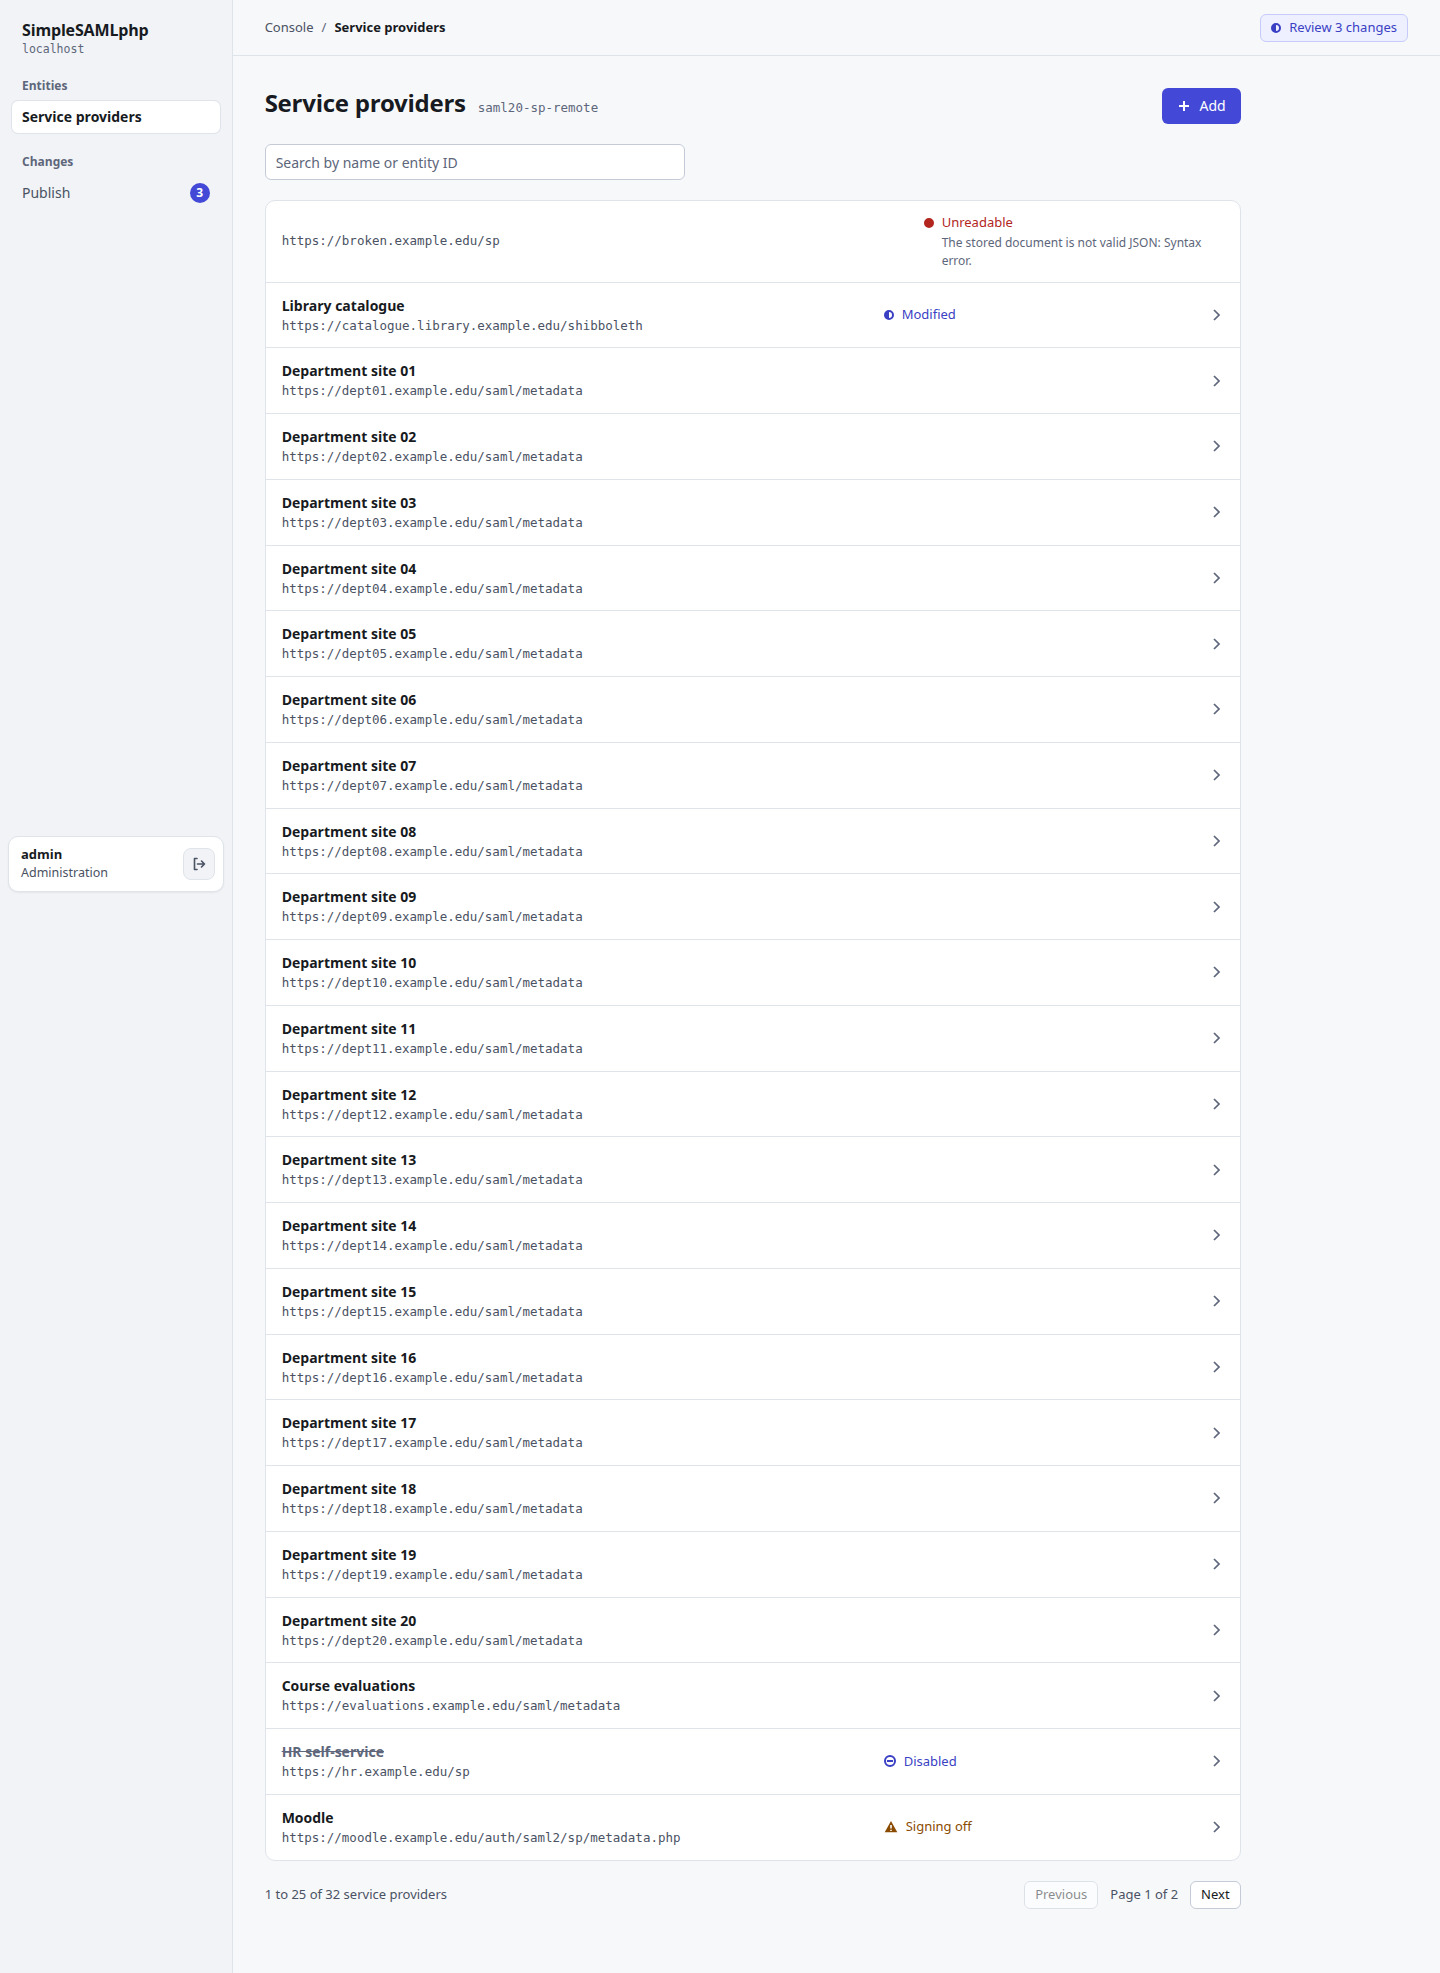 SimpleSAMLphp
localhost
Entities
Service providers
Changes
Publish 3
admin
Administration
Console / Service providers
Review 3 changes
Service providers saml20-sp-remote
Add
Search by name or entity ID
https://broken.example.edu/sp
Unreadable
The stored document is not valid JSON: Syntax
error.
Library catalogue
https://catalogue.library.example.edu/shibboleth
Modified
Department site 01
https://dept01.example.edu/saml/metadata
Department site 02
https://dept02.example.edu/saml/metadata
Department site 03
https://dept03.example.edu/saml/metadata
Department site 04
https://dept04.example.edu/saml/metadata
Department site 05
https://dept05.example.edu/saml/metadata
Department site 06
https://dept06.example.edu/saml/metadata
Department site 07
https://dept07.example.edu/saml/metadata
Department site 08
https://dept08.example.edu/saml/metadata
Department site 09
https://dept09.example.edu/saml/metadata
Department site 10
https://dept10.example.edu/saml/metadata
Department site 11
https://dept11.example.edu/saml/metadata
Department site 12
https://dept12.example.edu/saml/metadata
Department site 13
https://dept13.example.edu/saml/metadata
Department site 14
https://dept14.example.edu/saml/metadata
Department site 15
https://dept15.example.edu/saml/metadata
Department site 16
https://dept16.example.edu/saml/metadata
Department site 17
https://dept17.example.edu/saml/metadata
Department site 18
https://dept18.example.edu/saml/metadata
Department site 19
https://dept19.example.edu/saml/metadata
Department site 20
https://dept20.example.edu/saml/metadata
Course evaluations
https://evaluations.example.edu/saml/metadata
HR self-service
https://hr.example.edu/sp
Disabled
Moodle
https://moodle.example.edu/auth/saml2/sp/metadata.php
Signing off
1 to 25 of 32 service providers
Previous Page 1 of 2 Next